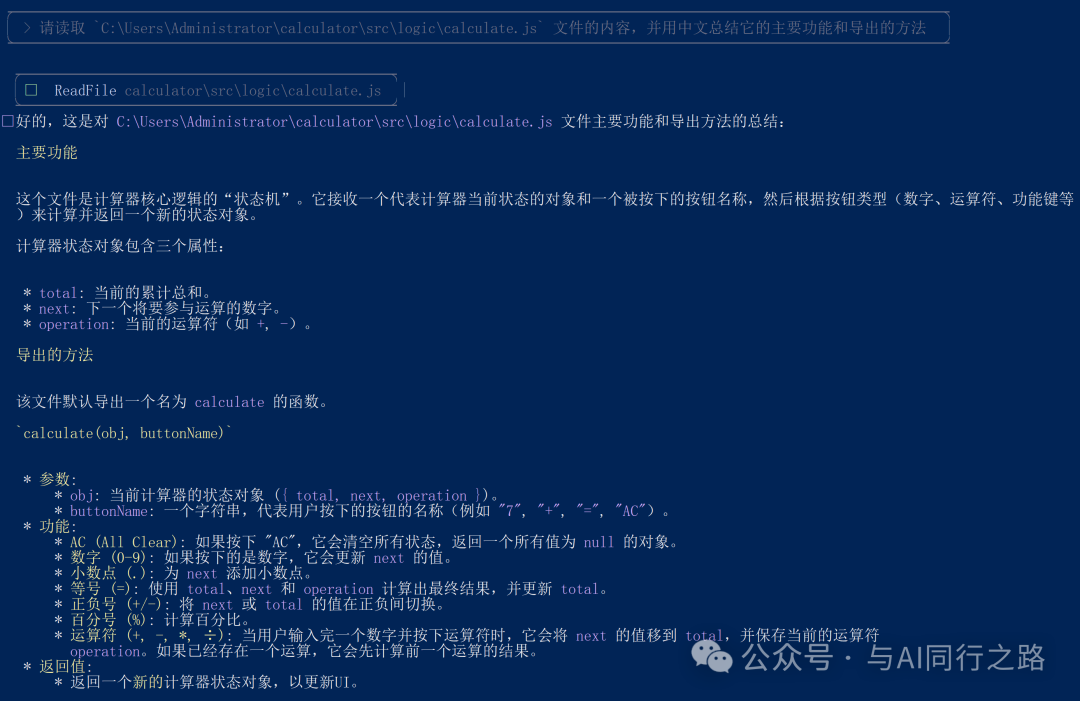 > 请读取 `C:\Users\Administrator\calculator\src\logic\calculate.js` 文件的内容，并用中文总结它的主要功能和导出的方法
ReadFile calculator\src\logic\calculate.js
好的，这是对 C:\Users\Administrator\calculator\src\logic\calculate.js 文件主要功能和导出方法的总结：
主要功能
这个文件是计算器核心逻辑的“状态机”。它接收一个代表计算器当前状态的对象和一个被按下的按钮名称，然后根据按钮类型（数字、运算符、功能键等
）来计算并返回一个新的状态对象。
计算器状态对象包含三个属性：
* total: 当前的累计总和。
* next: 下一个将要参与运算的数字。
* operation: 当前的运算符（如 +, -）。
导出的方法
该文件默认导出一个名为 calculate 的函数。
`calculate(obj, buttonName)`
* 参数:
* obj: 当前计算器的状态对象 ({ total, next, operation })。
* buttonName: 一个字符串，代表用户按下的按钮的名称（例如 "7", "+", "=", "AC"）。
* 功能:
* AC (All Clear): 如果按下 "AC"，它会清空所有状态，返回一个所有值为 null 的对象。
* 数字 (0-9): 如果按下的是数字，它会更新 next 的值。
* 小数点 (.): 为 next 添加小数点。
* 等号 (=): 使用 total、next 和 operation 计算出最终结果，并更新 total。
* 正负号 (+/-): 将 next 或 total 的值在正负间切换。
* 百分号 (%): 计算百分比。
* 运算符 (+, -, *, ÷): 当用户输入完一个数字并按下运算符时，它会将 next 的值移到 total，并保存当前的运算符
operation。如果已经存在一个运算，它会先计算前一个运算的结果。
* 返回值:
* 返回一个新的计算器状态对象，以更新UI。
公众号 · 与AI同行之路